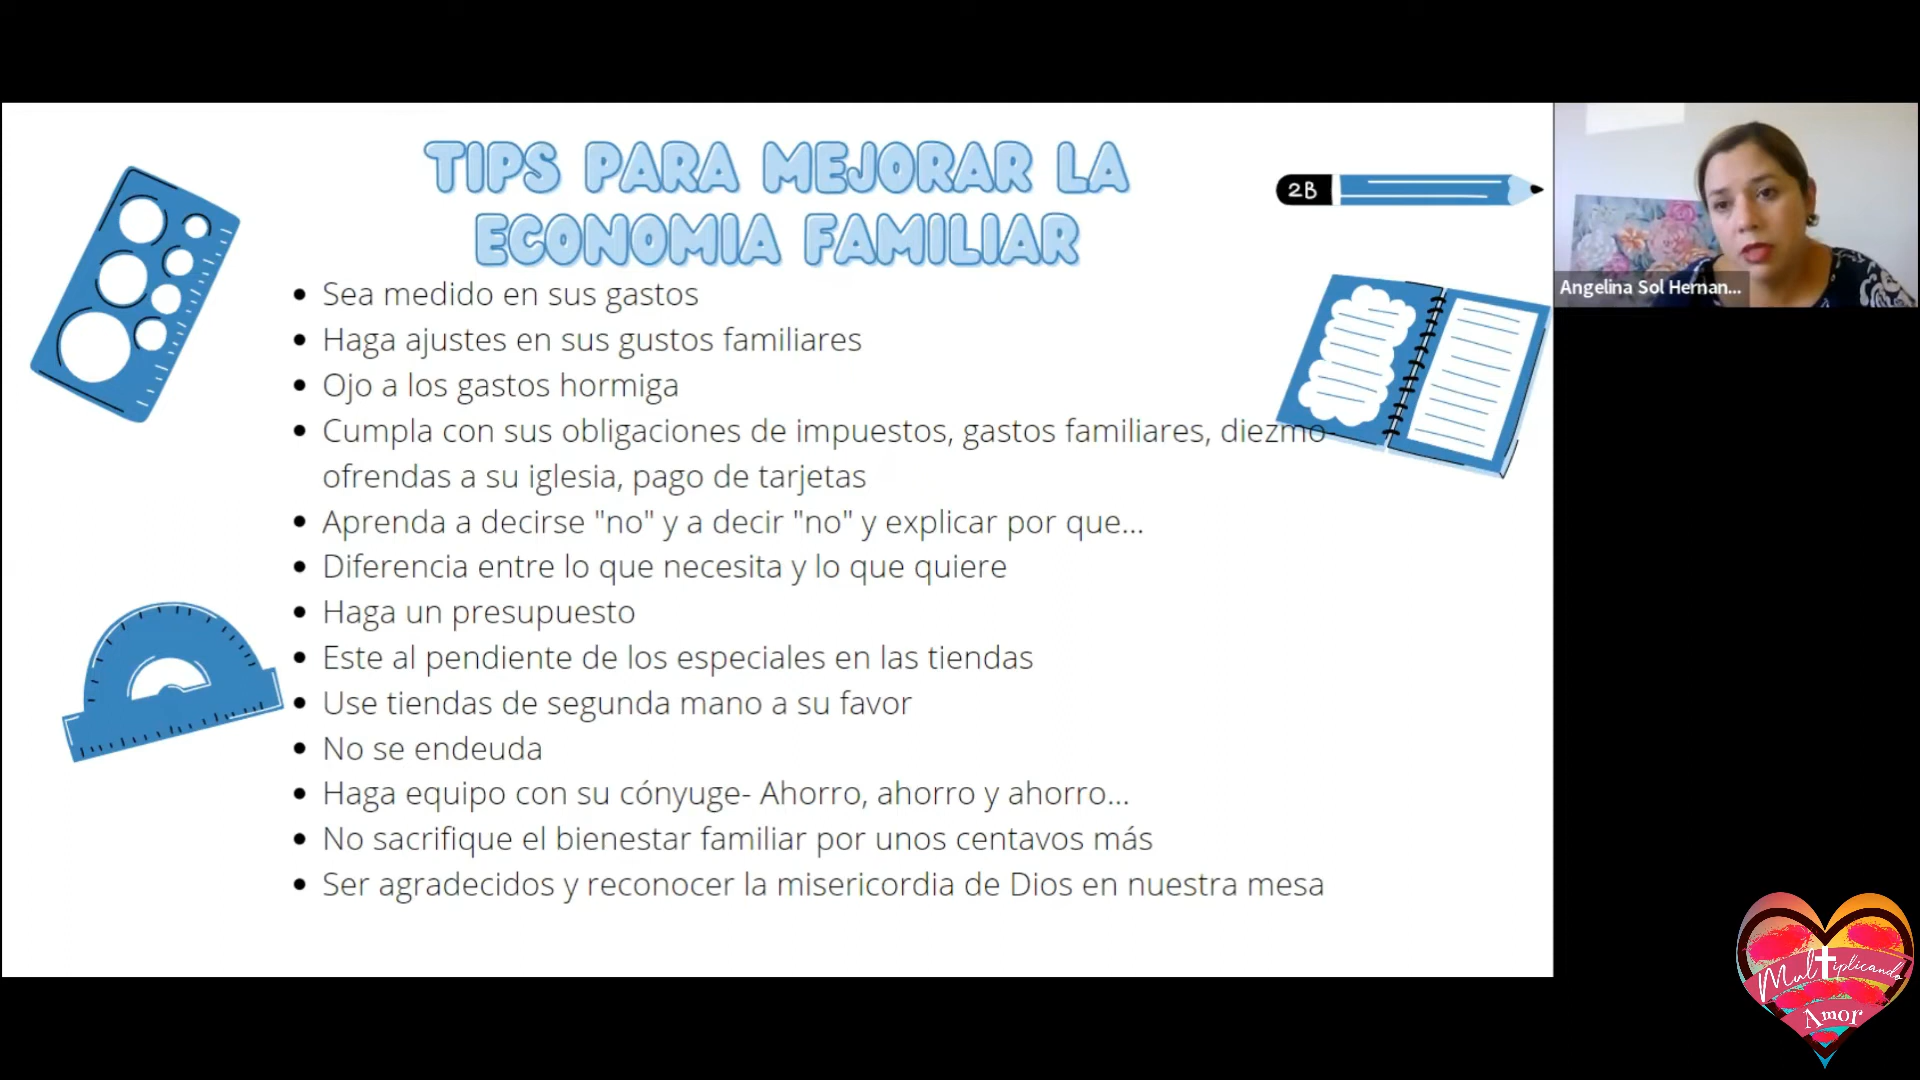 TIPS PARA MEJORAR LA
ECONOMIA FAMILIAR
2B
Angelina Sol Hernan...
• Sea medido en sus gastos
• Haga ajustes en sus gustos familiares
• Ojo a los gastos hormiga
• Cumpla con sus obligaciones de impuestos, gastos familiares, diezmo-
ofrendas a su iglesia, pago de tarjetas
• Aprenda a decirse "no" y a decir "no" y explicar por que...
• Diferencia entre lo que necesita y lo que quiere
• Haga un presupuesto
• Este al pendiente de los especiales en las tiendas
• Use tiendas de segunda mano a su favor
• No se endeuda
• Haga equipo con su cónyuge- Ahorro, ahorro y ahorro...
• No sacrifique el bienestar familiar por unos centavos más
• Ser agradecidos y reconocer la misericordia de Dios en nuestra mesa
Multiplicando
Amor